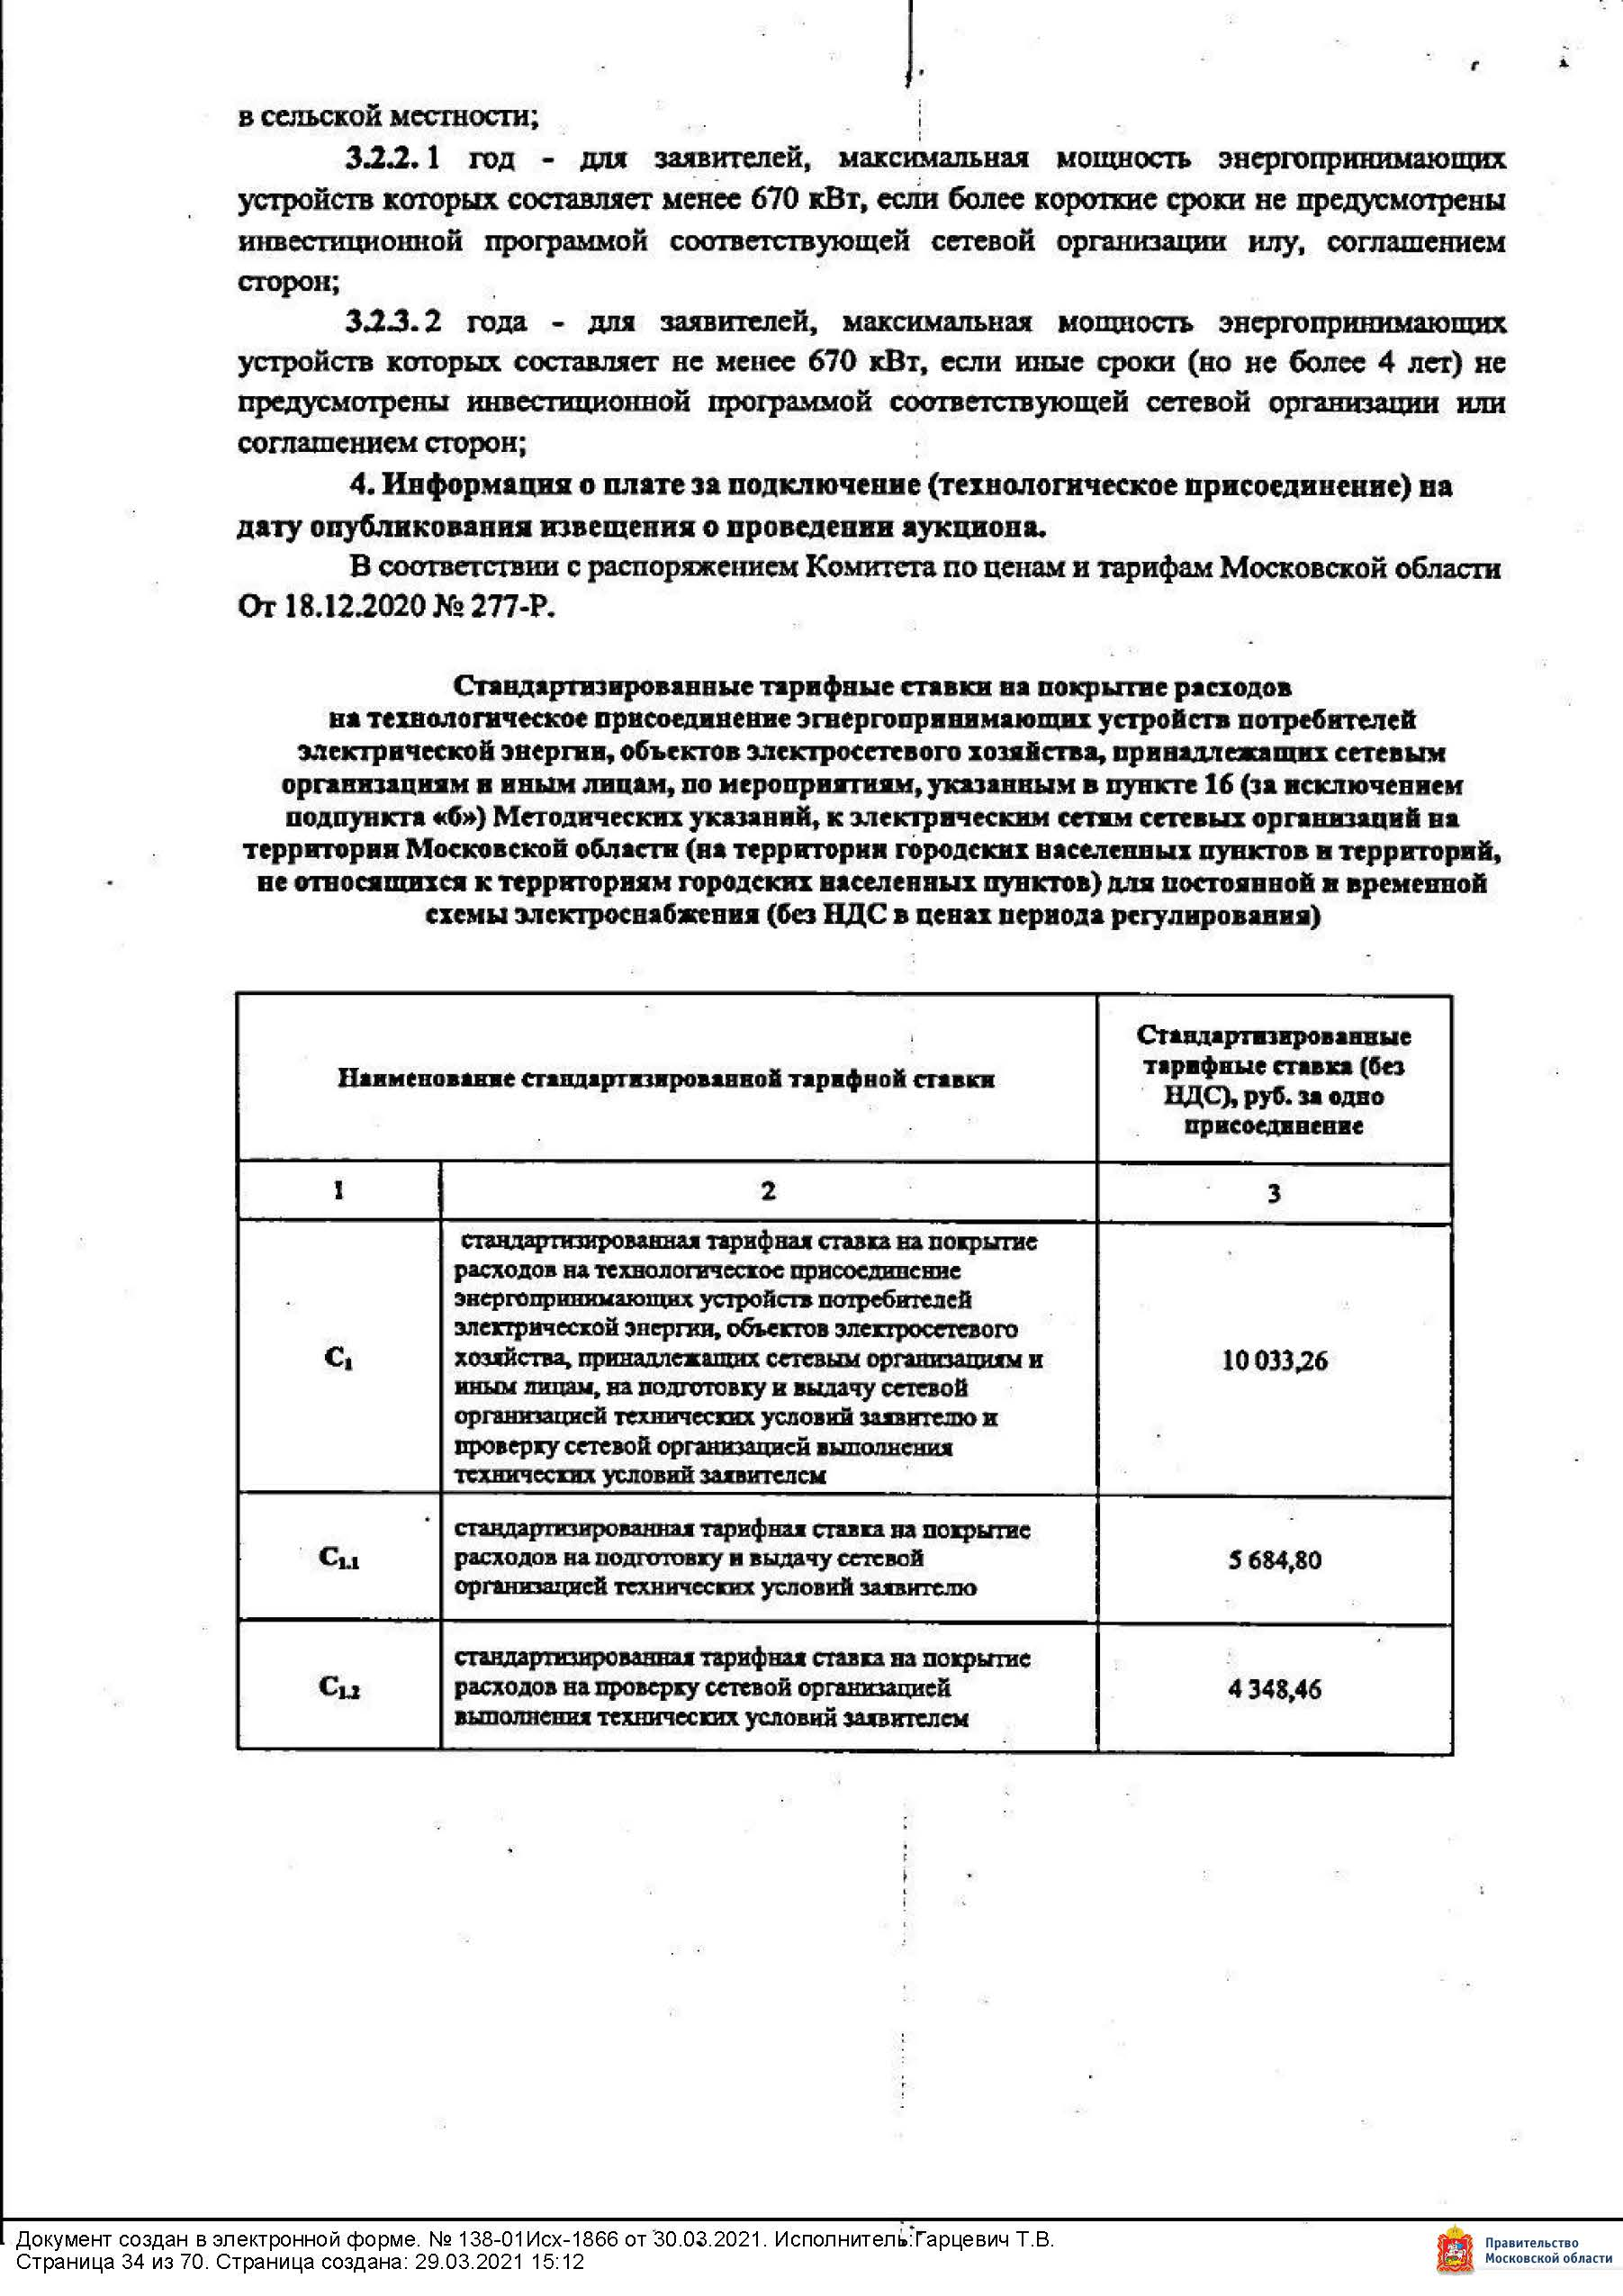 в сельской местности;
3.2.2. 1 год - для заявителей, максимальная мощность энергопринимающих
устройств которых составляет менее 670 кВт, если более короткие сроки не предусмотрены
инвестиционной программой соответствующей сетевой организации илу, соглашением
сторон;
3.2.3. 2 года - для заявителей, максимальная мощность энергопринимающих
устройств которых составляет не менее 670 кВт, если иные сроки (но не более 4 лет) не
предусмотрены инвестиционной программой соответствующей сетевой организации или
соглашением сторон;
4. Информация о плате за подключение (технологическое присоединение) на
дату опубликования извещения о проведении аукциона.
В соответствии с распоряжением Комитета по ценам и тарифам Московской области
От 18.12.2020 № 277-Р.
Стандартизированные тарифные ставки на покрытие расходов
на технологическое присоединение эгнергопринимающих устройств потребителей
электрической энергии, объектов электросетевого хозяйства, принадлежащих сетевым
организациям и иным лицам, по мероприятиям, указанным в пункте 16 (за исключением
подпункта «б») Методических указаний, к электрическим сетям сетевых организаций на
территории Московской области (на территории городских населенных пунктов и территорий,
не относящихся к территориям городских населенных пунктов) для постоянной и временной
схемы электроснабжения (без НДС в ценах периода регулирования)
Наименование стандартизированной тарифной ставки
Стандартизированные
тарифные ставка (без
НДС), руб. за одно
присоединение
1
2
3
С1
стандартизированная тарифная ставка на покрытие
расходов на технологическое присоединение
энергопринимающих устройств потребителей
электрической энергии, объектов электросетевого
хозяйства, принадлежащих сетевым организациям и
иным лицам, на подготовку и выдачу сетевой
организацией технических условий заявителю и
проверку сетевой организацией выполнения
технических условий заявителем
10 033,26
С1.1
стандартизированная тарифная ставка на покрытие
расходов на подготовку и выдачу сетевой
организацией технических условий заявителю
5 684,80
С1.2
стандартизированная тарифная ставка на покрытие
расходов на проверку сетевой организацией
выполнения технических условий заявителем
4 348,46
Документ создан в электронной форме. № 138-01Исх-1866 от 30.03.2021. Исполнитель:Гарцевич Т.В.
Страница 34 из 70. Страница создана: 29.03.2021 15:12
Правительство
Московской области